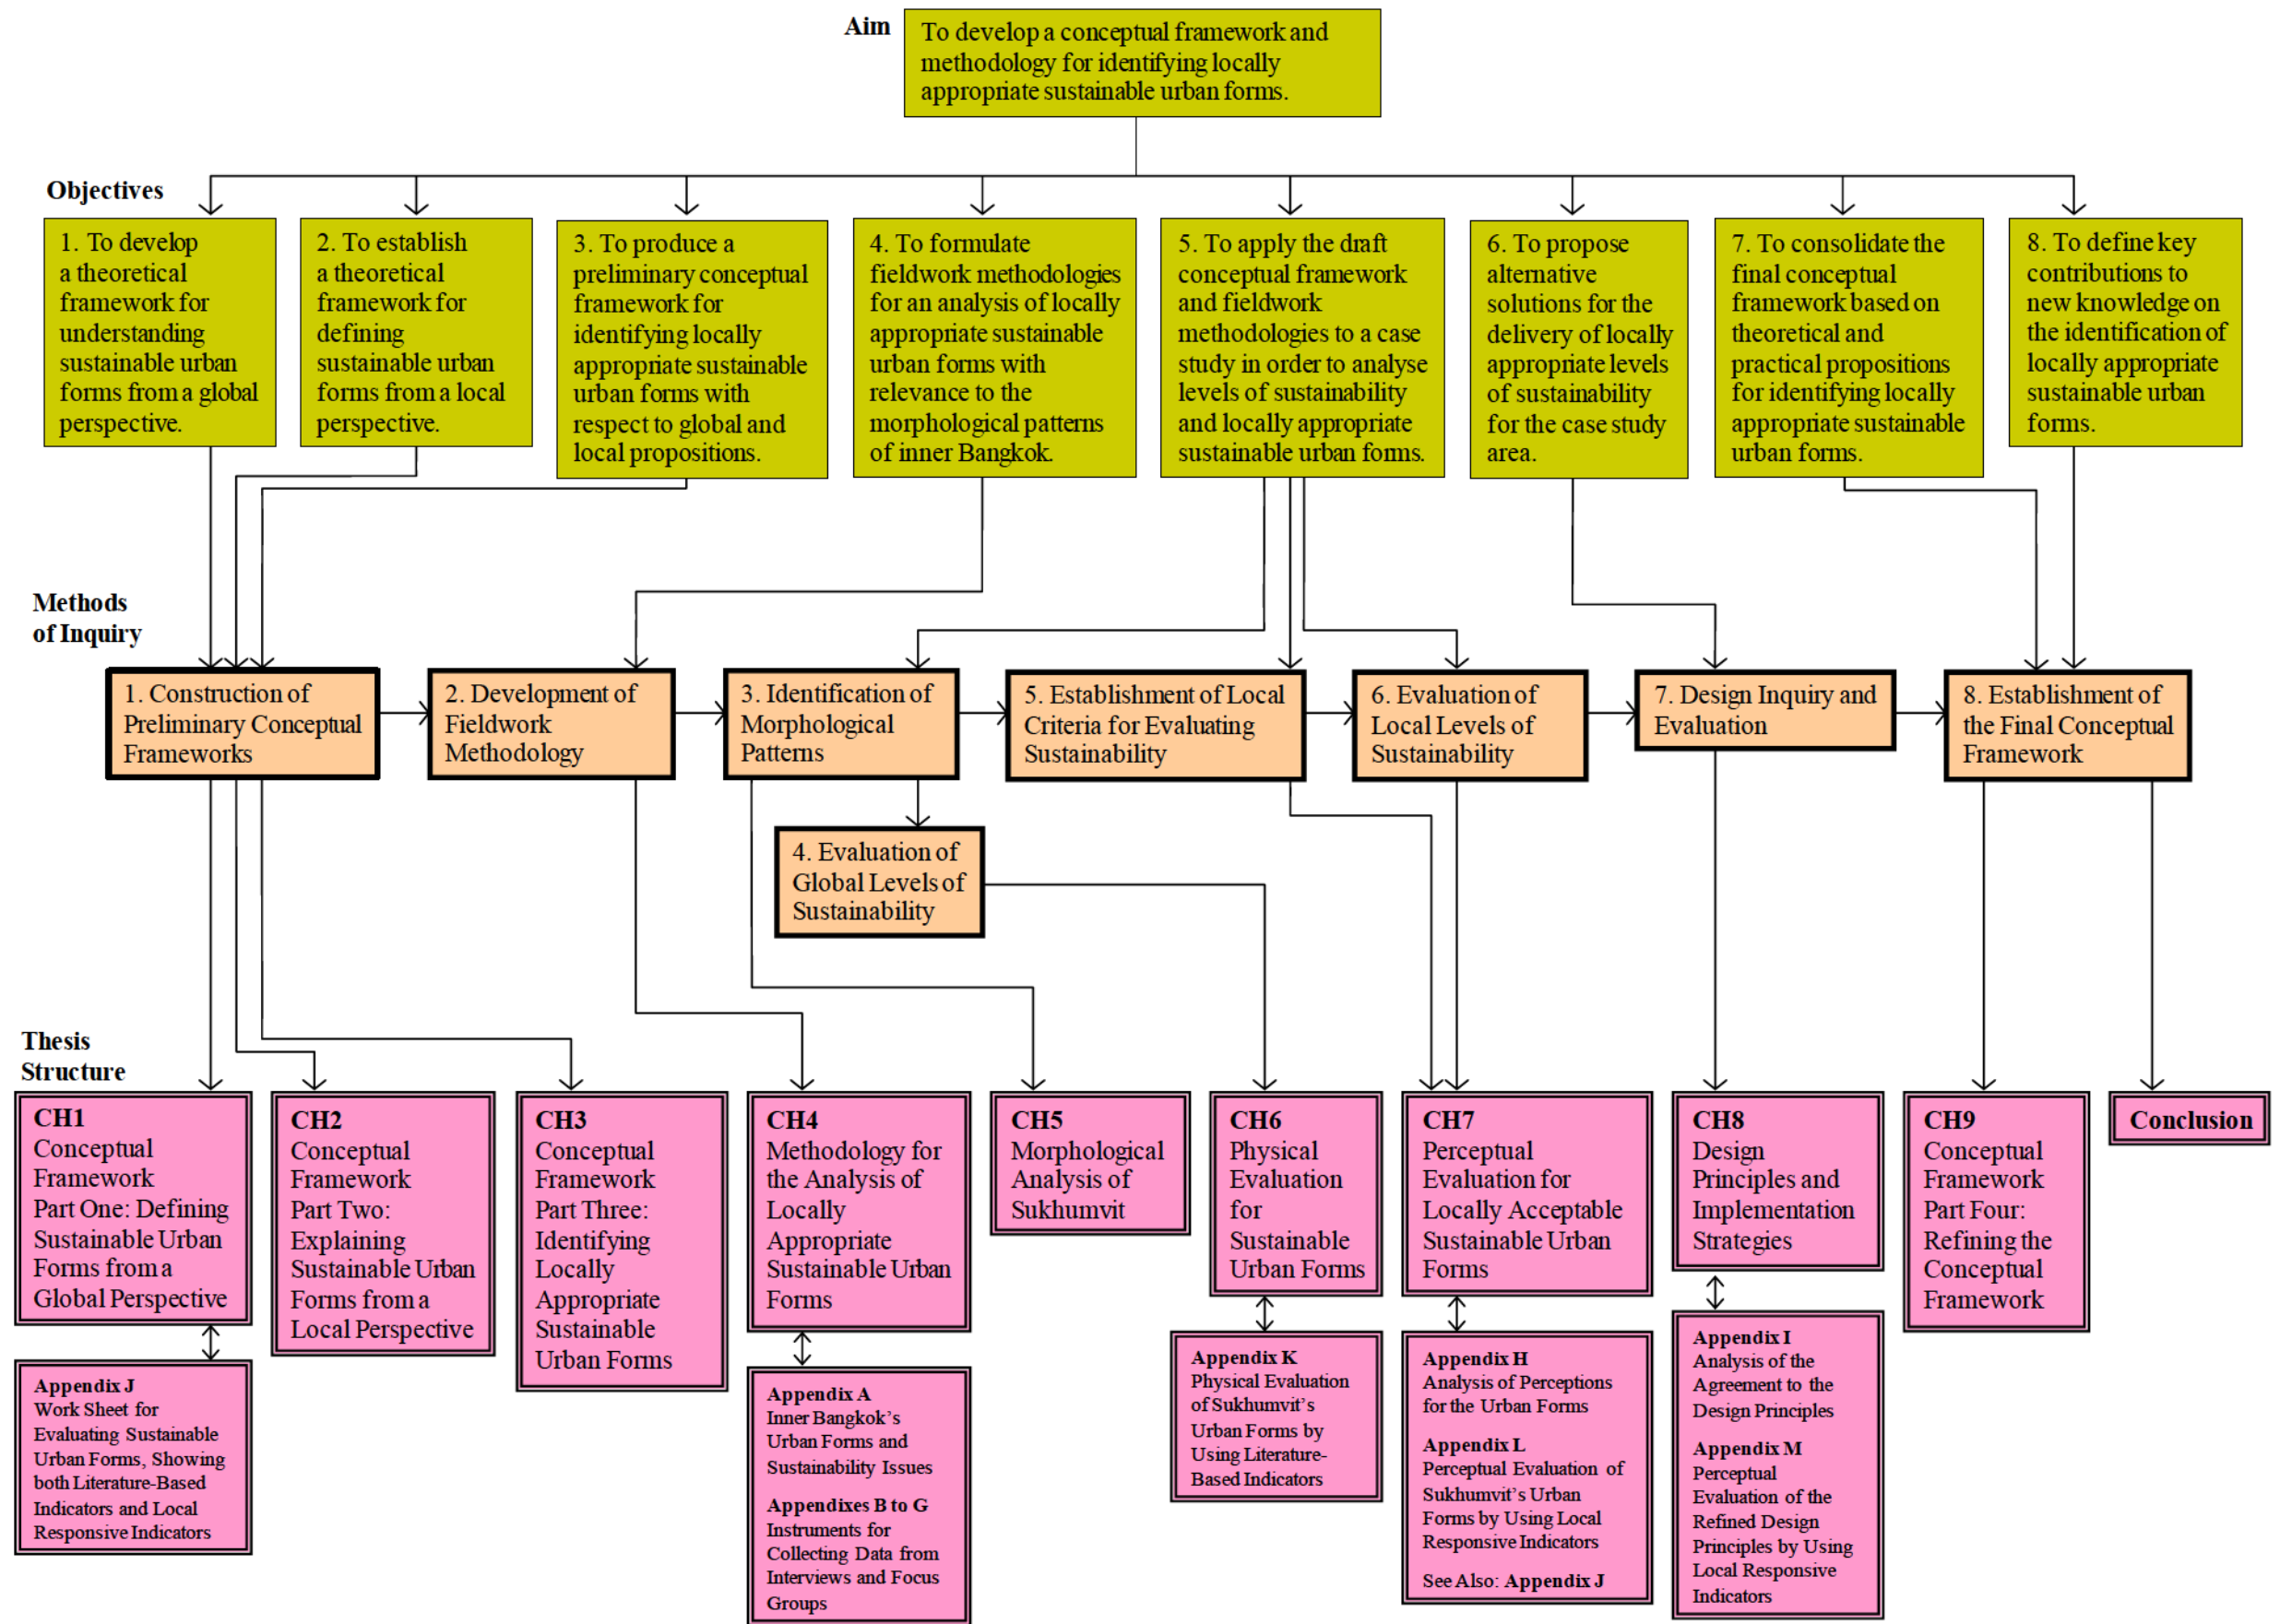 Aim
To develop a conceptual framework and
methodology for identifying locally
appropriate sustainable urban forms.
Objectives
1. To develop
a theoretical
framework for
understanding
sustainable urban
forms from a global
perspective.
2. To establish
a theoretical
framework for
defining
sustainable urban
forms from a local
perspective.
3. To produce a
preliminary conceptual
framework for
identifying locally
appropriate sustainable
urban forms with
respect to global and
local propositions.
4. To formulate
fieldwork methodologies
for an analysis of locally
appropriate sustainable
urban forms with
relevance to the
morphological patterns
of inner Bangkok.
5. To apply the draft
conceptual framework
and fieldwork
methodologies to a case
study in order to analyse
levels of sustainability
and locally appropriate
sustainable urban forms.
6. To propose
alternative
solutions for the
delivery of locally
appropriate levels
of sustainability
for the case study
area.
7. To consolidate the
final conceptual
framework based on
theoretical and
practical propositions
for identifying locally
appropriate sustainable
urban forms.
8. To define key
contributions to
new knowledge on
the identification of
locally appropriate
sustainable urban
forms.
Methods
of Inquiry
1. Construction of
Preliminary Conceptual
Frameworks
2. Development of
Fieldwork
Methodology
3. Identification of
Morphological
Patterns
5. Establishment of Local
Criteria for Evaluating
Sustainability
6. Evaluation of
Local Levels of
Sustainability
7. Design Inquiry and
Evaluation
8. Establishment of
the Final Conceptual
Framework
4. Evaluation of
Global Levels of
Sustainability
Thesis
Structure
CH1
Conceptual
Framework
Part One: Defining
Sustainable Urban
Forms from a
Global Perspective
CH2
Conceptual
Framework
Part Two:
Explaining
Sustainable Urban
Forms from a
Local Perspective
CH3
Conceptual
Framework
Part Three:
Identifying
Locally
Appropriate
Sustainable
Urban Forms
CH4
Methodology for
the Analysis of
Locally
Appropriate
Sustainable Urban
Forms
CH5
Morphological
Analysis of
Sukhumvit
CH6
Physical
Evaluation
for
Sustainable
Urban Forms
CH7
Perceptual
Evaluation for
Locally Acceptable
Sustainable Urban
Forms
CH8
Design
Principles and
Implementation
Strategies
CH9
Conceptual
Framework
Part Four:
Refining the
Conceptual
Framework
Conclusion
Appendix J
Work Sheet for
Evaluating Sustainable
Urban Forms, Showing
both Literature-Based
Indicators and Local
Responsive Indicators
Appendix A
Inner Bangkok's
Urban Forms and
Sustainability Issues
Appendixes B to G
Instruments for
Collecting Data from
Interviews and Focus
Groups
Appendix K
Physical Evaluation
of Sukhumvit's
Urban Forms by
Using Literature-
Based Indicators
Appendix H
Analysis of Perceptions
for the Urban Forms
Appendix L
Perceptual Evaluation of
Sukhumvit's Urban
Forms by Using Local
Responsive Indicators
See Also: Appendix J
Appendix I
Analysis of the
Agreement to the
Design Principles
Appendix M
Perceptual
Evaluation of the
Refined Design
Principles by Using
Local Responsive
Indicators